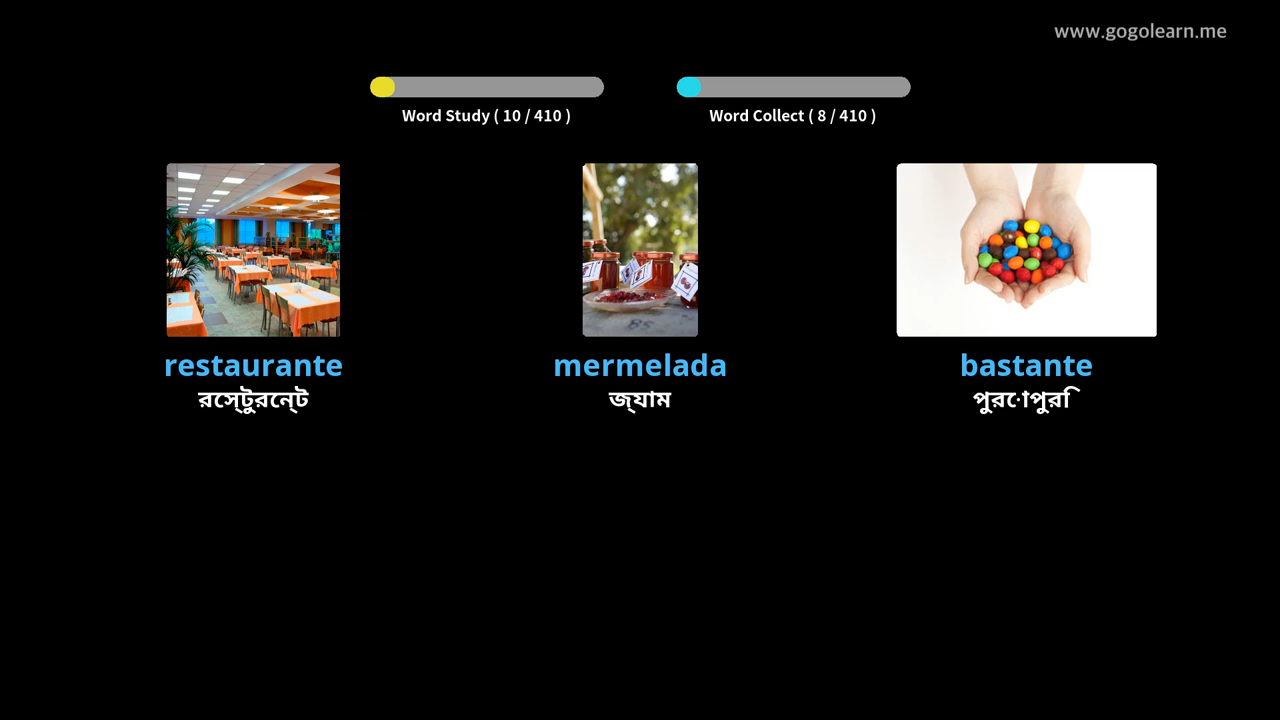 www.gogolearn.me
Word Study ( 10 / 410 )
Word Collect ( 8 / 410 )
restaurante
mermelada
bastante
রেস্টুরেন্ট
জ্যাম
পুরোপুরি